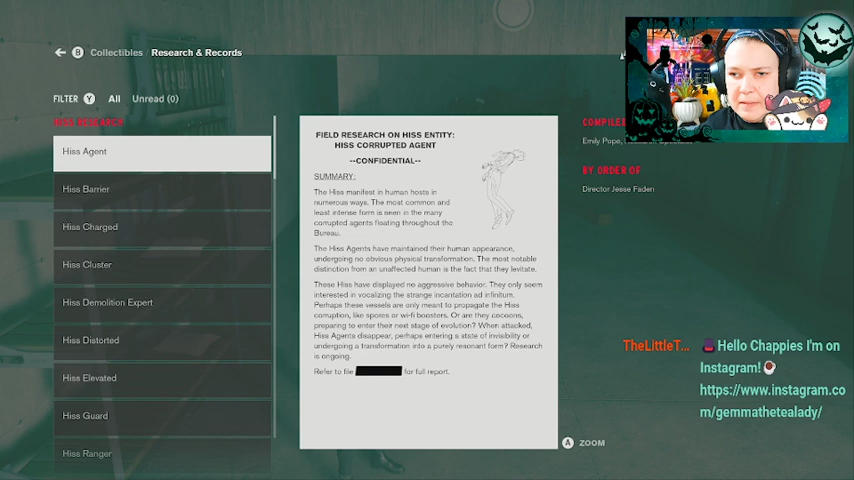 B Collectibles Research & Records
FILTER Y All Unread (0)
HISS RESEARCH
Hiss Agent
Hiss Barrier
Hiss Charged
Hiss Cluster
Hiss Demolition Expert
Hiss Distorted
Hiss Elevated
Hiss Guard
Hiss Ranger
FIELD RESEARCH ON HISS ENTITY:
HISS CORRUPTED AGENT
--CONFIDENTIAL--
SUMMARY:
The Hiss manifest in human hosts in
numerous ways. The most common and
least intense form is seen in the many
corrupted agents floating throughout the
Bureau.
The Hiss Agents have maintained their human appearance,
undergoing no obvious physical transformation. The most notable
distinction from an unaffected human is the fact that they levitate.
These Hiss have displayed no aggressive behavior. They only seem
interested in vocalizing the strange incantation ad infinitum.
Perhaps these vessels are only meant to propagate the Hiss
corruption, like spores or wi-fi boosters. Or are they cocoons,
preparing to enter their next stage of evolution? When attacked,
Hiss Agents disappear, perhaps entering a state of invisibility or
undergoing a transformation into a purely resonant form? Research
is ongoing.
Refer to file for full report.
Emily Pope,
BY ORDER OF
Director Jesse Faden
A ZOOM
TheLittleT... Hello Chappies I'm on
Instagram!
https://www.instagram.co
m/gemmathetealady/